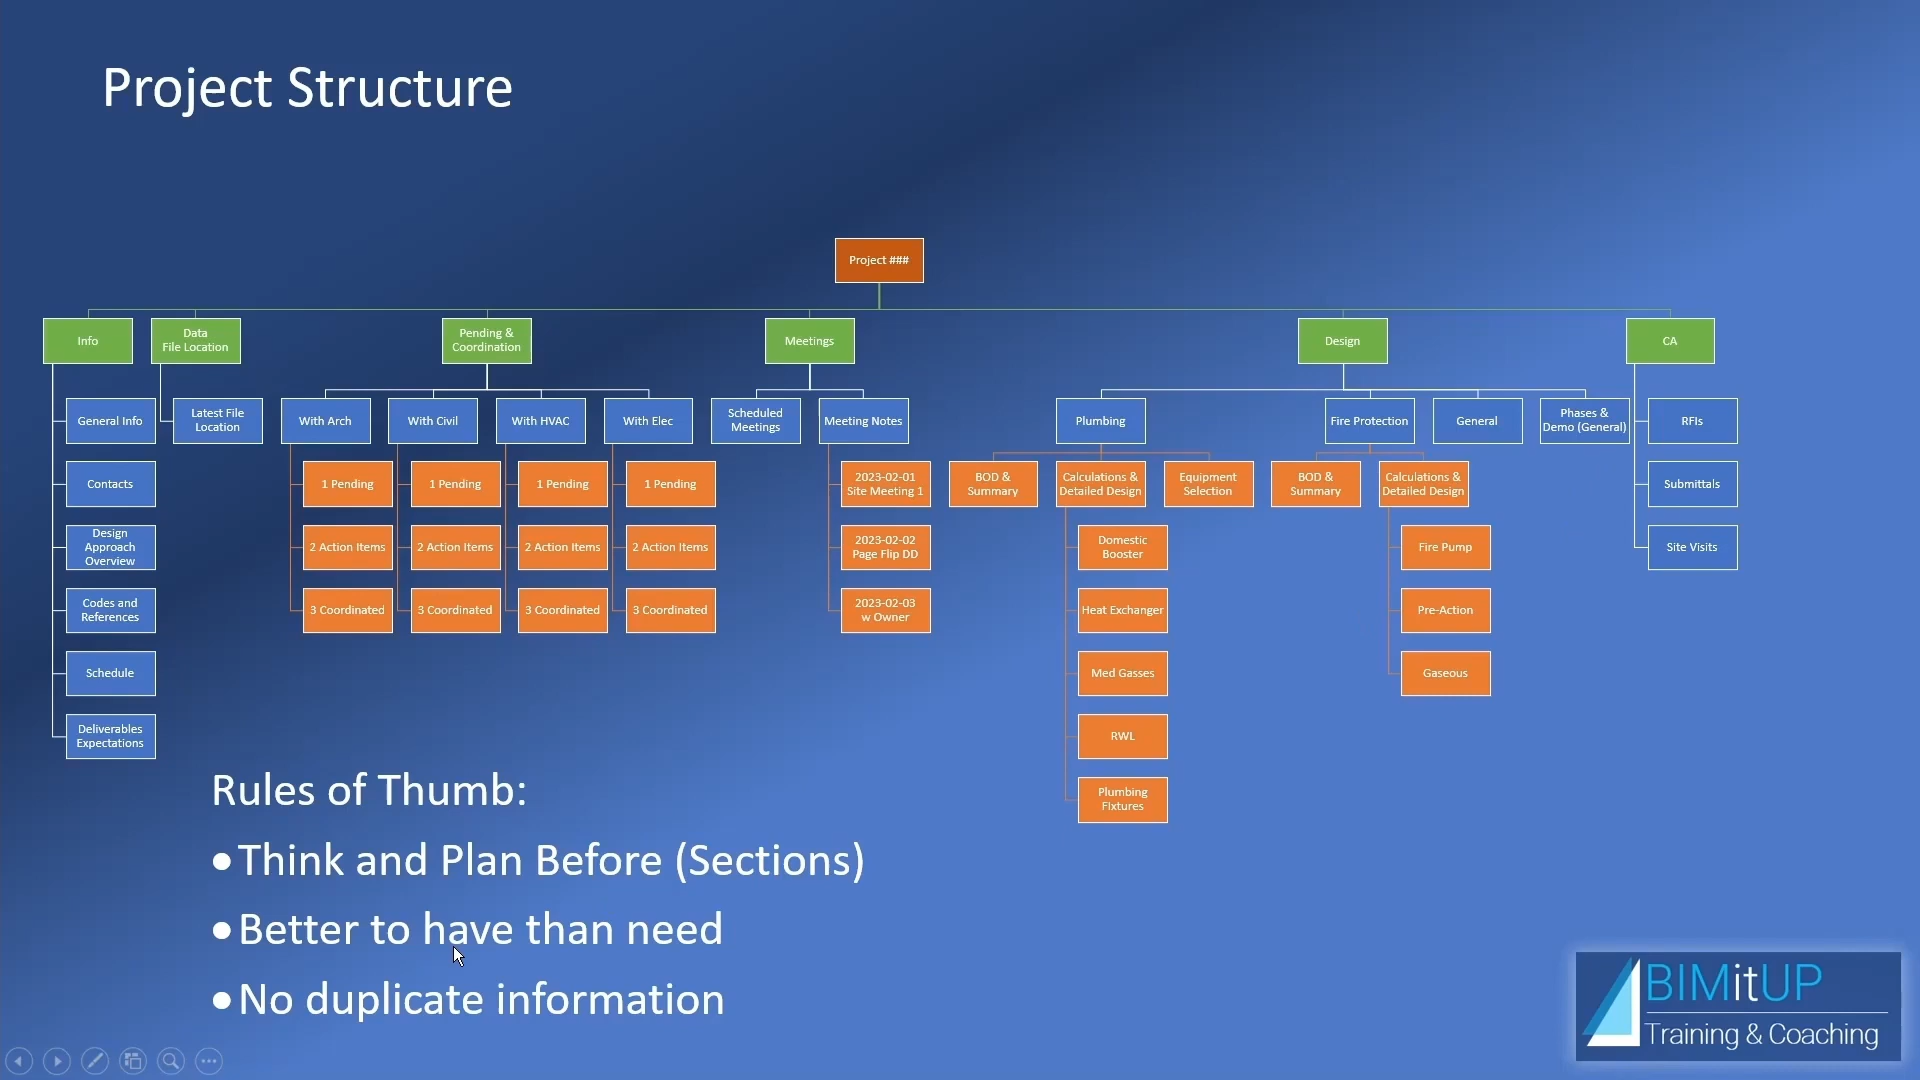 Project Structure
Project ###
Info
Data
File Location
Pending &
Coordination
Meetings
Design
CA
General Info
Latest File
Location
With Arch
With Civil
With HVAC
With Elec
Scheduled
Meetings
Meeting Notes
Plumbing
Fire Protection
General
Phases &
Demo (General)
RFIs
Contacts
1 Pending
1 Pending
1 Pending
1 Pending
2023-02-01
Site Meeting 1
BOD &
Summary
Calculations &
Detailed Design
Equipment
Selection
BOD &
Summary
Calculations &
Detailed Design
Submittals
Design
Approach
Overview
2 Action Items
2 Action Items
2 Action Items
2 Action Items
2023-02-02
Page Flip DD
Domestic
Booster
Fire Pump
Site Visits
Codes and
References
3 Coordinated
3 Coordinated
3 Coordinated
3 Coordinated
2023-02-03
w Owner
Heat Exchanger
Pre-Action
Schedule
Med Gasses
Gaseous
Deliverables
Expectations
RWL
Plumbing
FIxtures
Rules of Thumb:
•Think and Plan Before (Sections)
•Better to have than need
•No duplicate information
BIMitUP
Training & Coaching